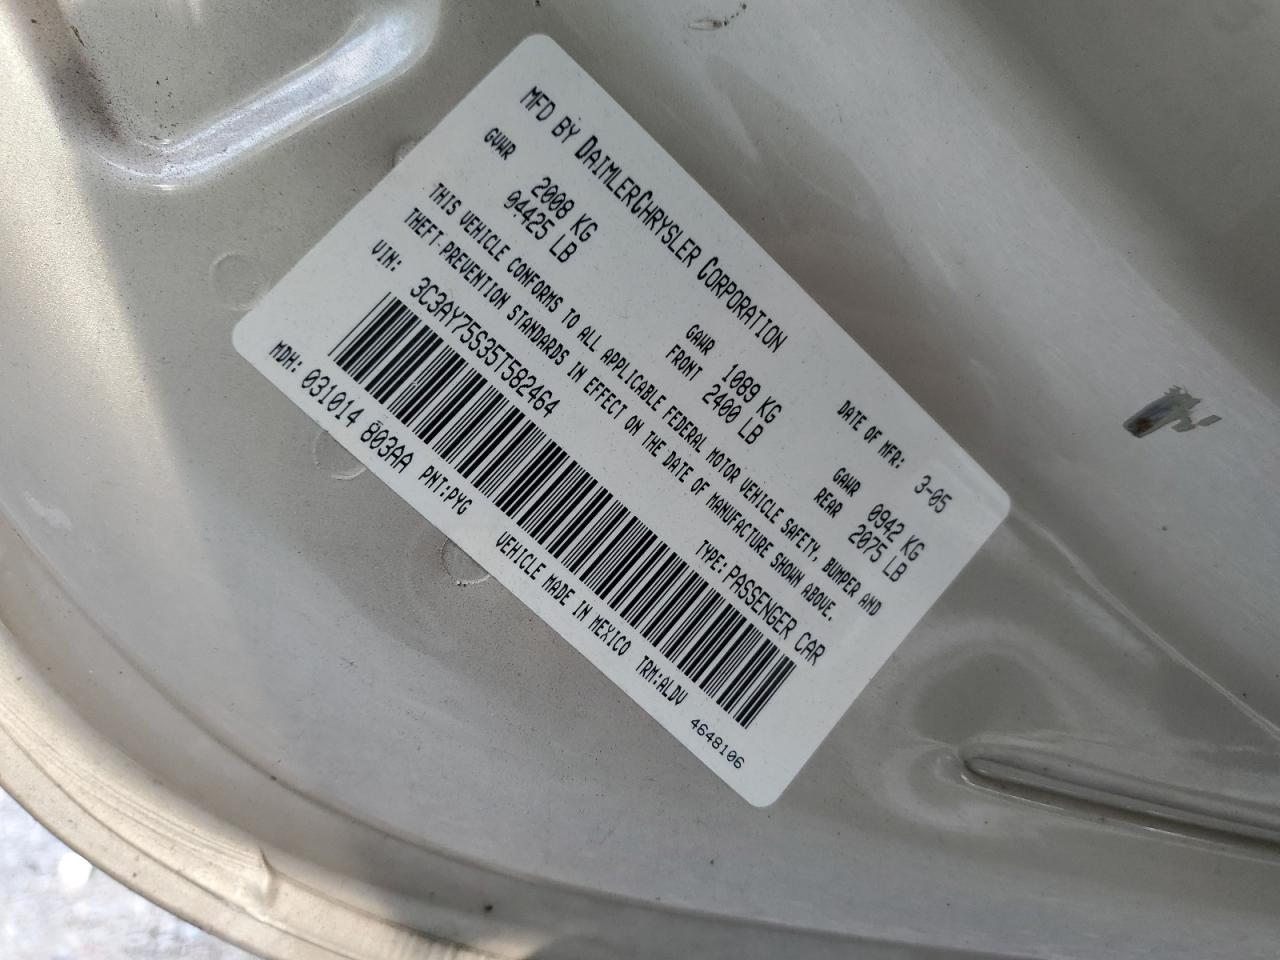 MFD BY DAIMLERCHRYSLER CORPORATION
DATE OF MFR: 3-05
GVWR 2008 KG
04425 LB
GAWR FRONT 1089 KG
2400 LB
GAWR REAR 0942 KG
2075 LB
THIS VEHICLE CONFORMS TO ALL APPLICABLE FEDERAL MOTOR VEHICLE SAFETY, BUMPER AND
THEFT PREVENTION STANDARDS IN EFFECT ON THE DATE OF MANUFACTURE SHOWN ABOVE.
VIN: 3C3AY75S35T582464
TYPE: PASSENGER CAR
MDH: 031014 803AA PNT:PYG
VEHICLE MADE IN MEXICO TRM:ALDV
4648106